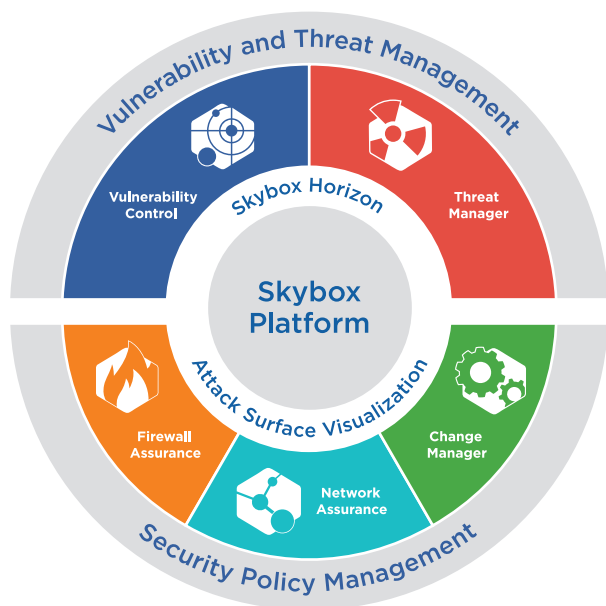 Vulnerability and Threat Management
Vulnerability
Control
Threat
Manager
Skybox Horizon
Skybox
Platform
Attack Surface Visualization
Firewall
Assurance
Network
Assurance
Change
Manager
Security Policy Management